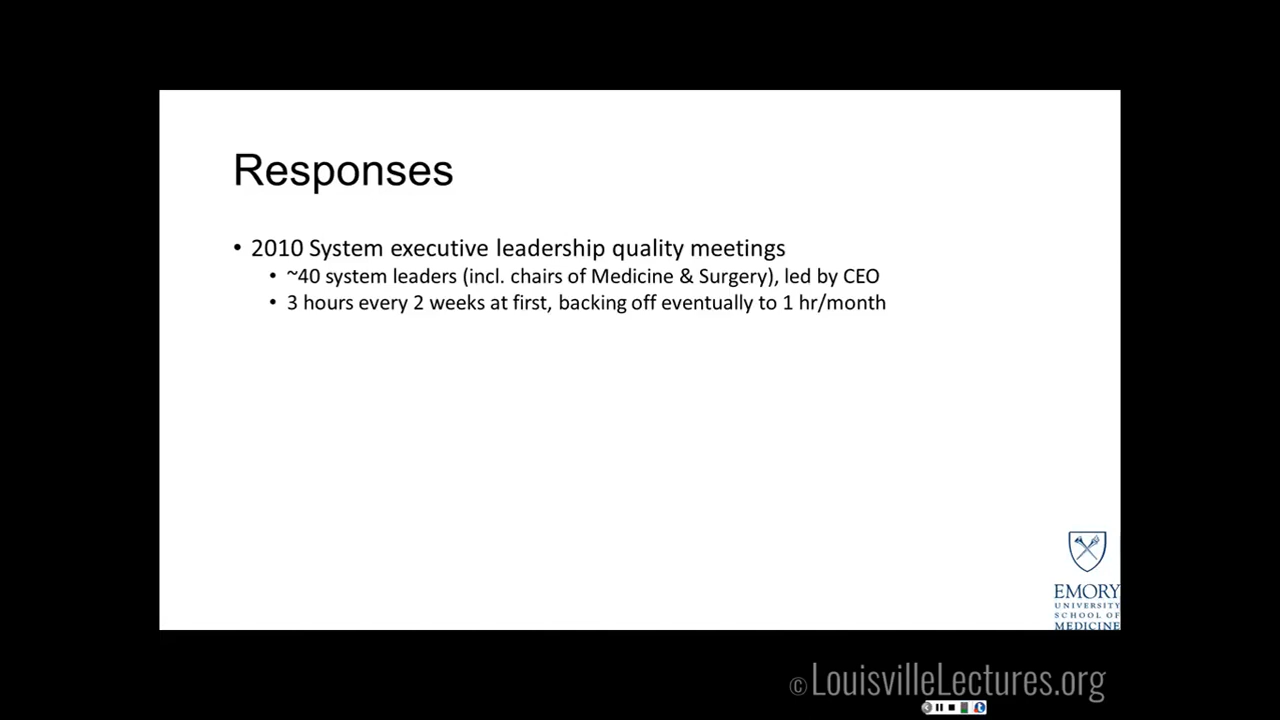 Responses
• 2010 System executive leadership quality meetings
• ~40 system leaders (incl. chairs of Medicine & Surgery), led by CEO
• 3 hours every 2 weeks at first, backing off eventually to 1 hr/month
EMORY
UNIVERSITY
SCHOOL OF
MEDICINE
© LouisvilleLectures.org